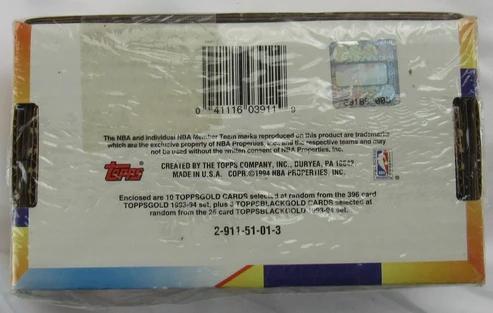 0 41116 03911 9
The NBA and individual NBA Member Team marks reproduced on this product are trademarks
which are the exclusive property of NBA Properties, Inc. and the respective teams and may
not be used without the written consent of NBA Properties, Inc.
TOPPS
CREATED BY THE TOPPS COMPANY, INC., DURYEA, PA 18642
MADE IN U.S.A. COPR. © 1994 NBA PROPERTIES, INC.
Enclosed are 10 TOPPSGOLD CARDS selected at random from the 396 card
TOPPSGOLD 1993-94 set, plus 3 TOPPSBLACKGOLD CARDS selected at
random from the 25 card TOPPSBLACKGOLD 1993-94 set.
2-911-51-01-3